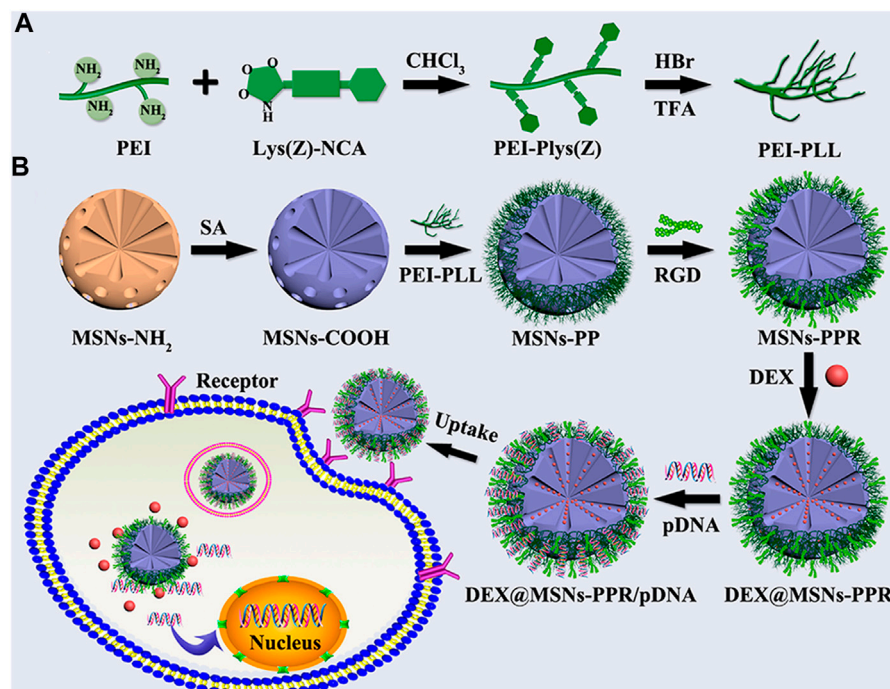 A
NH₂
NH₂
NH₂
NH₂
PEI
+
O
O
O
N
H
Lys(Z)-NCA
CHCl₃
PEI-Plys(Z)
HBr
TFA
PEI-PLL
B
MSNs-NH₂
SA
MSNs-COOH
PEI-PLL
MSNs-PP
RGD
MSNs-PPR
DEX
DEX@MSNs-PPR
pDNA
DEX@MSNs-PPR/pDNA
Uptake
Receptor
Nucleus